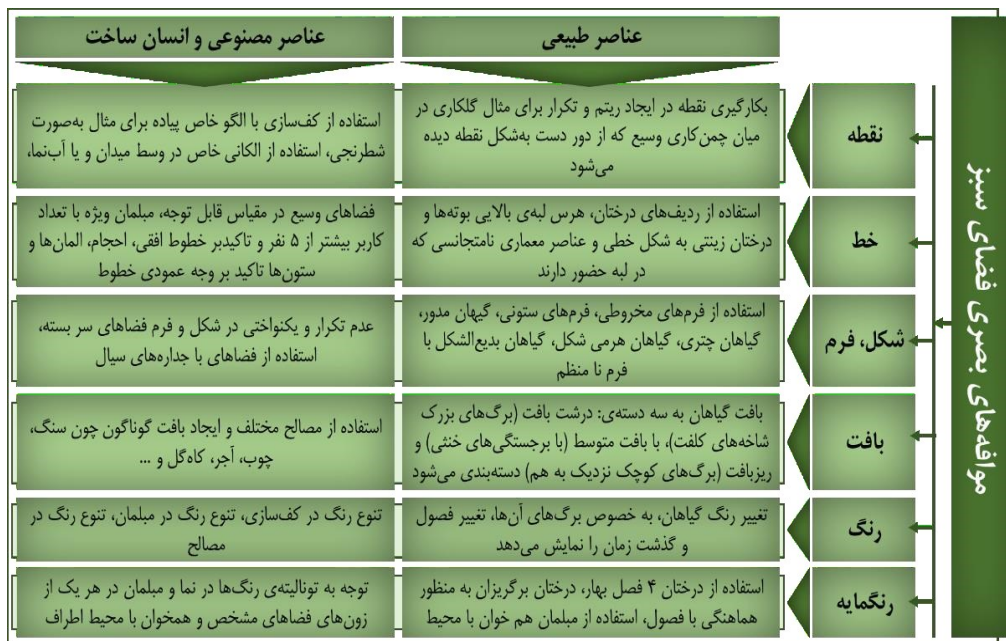 موافه‌های بصری فضای سبز
عناصر طبیعی
عناصر مصنوعی و انسان ساخت
نقطه
بکارگیری نقطه در ایجاد ریتم و تکرار برای مثال گلکاری در
میان چمن‌کاری وسیع که از دور دست به‌شکل نقطه دیده
می‌شود
استفاده از کف‌سازی با الگو خاص پیاده برای مثال به‌صورت
شطرنجی، استفاده از الکانی خاص در وسط میدان و یا آب‌نما،
خط
استفاده از ردیف‌های درختان، هرس لبه‌ی بالایی بوته‌ها و
درختان زینتی به شکل خطی و عناصر معماری نامتجانسی که
در لبه حضور دارند
فضاهای وسیع در مقیاس قابل توجه، مبلمان ویژه با تعداد
کاربر بیشتر از ۵ نفر و تاکیدبر خطوط افقی، احجام، المان‌ها و
ستون‌ها تاکید بر وجه عمودی خطوط
شکل، فرم
استفاده از فرم‌های مخروطی، فرم‌های ستونی، گیهان مدور،
گیاهان چتری، گیاهان هرمی شکل، گیاهان بدیع‌الشکل با
فرم نا منظم
عدم تکرار و یکنواختی در شکل و فرم فضاهای سر بسته،
استفاده از فضاهای با جداره‌های سیال
بافت
بافت گیاهان به سه دسته‌ی: درشت بافت (برگ‌های بزرگ
شاخه‌های کلفت)، با بافت متوسط (با برجستگی‌های خنثی) و
ریزبافت (برگ‌های کوچک نزدیک به هم) دسته‌بندی می‌شود
استفاده از مصالح مختلف و ایجاد بافت گوناگون چون سنگ،
چوب، آجر، کاه‌گل و ...
رنگ
تغییر رنگ گیاهان، به خصوص برگ‌های آن‌ها، تغییر فصول
و گذشت زمان را نمایش می‌دهد
تنوع رنگ در کف‌سازی، تنوع رنگ در مبلمان، تنوع رنگ در
مصالح
رنگمایه
استفاده از درختان ۴ فصل بهار، درختان برگریزان به منظور
هماهنگی با فصول، استفاده از مبلمان هم خوان با محیط
توجه به تونالیته‌ی رنگ‌ها در نما و مبلمان در هر یک از
زون‌های فضاهای مشخص و همخوان با محیط اطراف